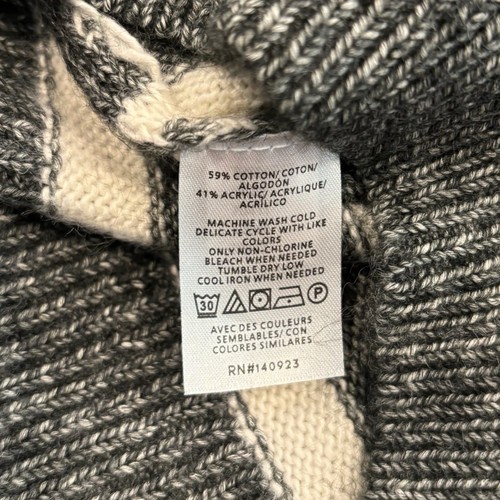 59% COTTON/ COTON/
ALGODÓN
41% ACRYLIC/ ACRYLIQUE/
ACRÍLICO
MACHINE WASH COLD
DELICATE CYCLE WITH LIKE
COLORS
ONLY NON-CHLORINE
BLEACH WHEN NEEDED
TUMBLE DRY LOW
COOL IRON WHEN NEEDED
30 P
AVEC DES COULEURS
SEMBLABLES/ CON
COLORES SIMILARES
RN#140923